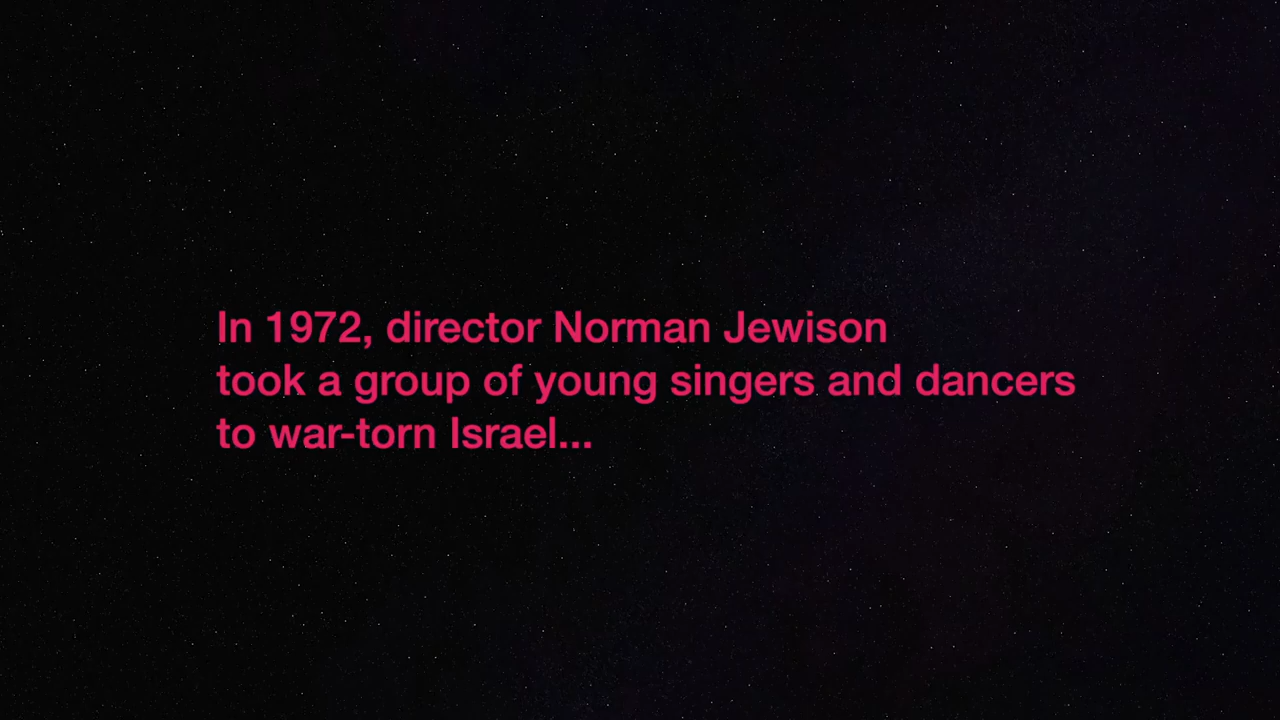 In 1972, director Norman Jewison
took a group of young singers and dancers
to war-torn Israel...